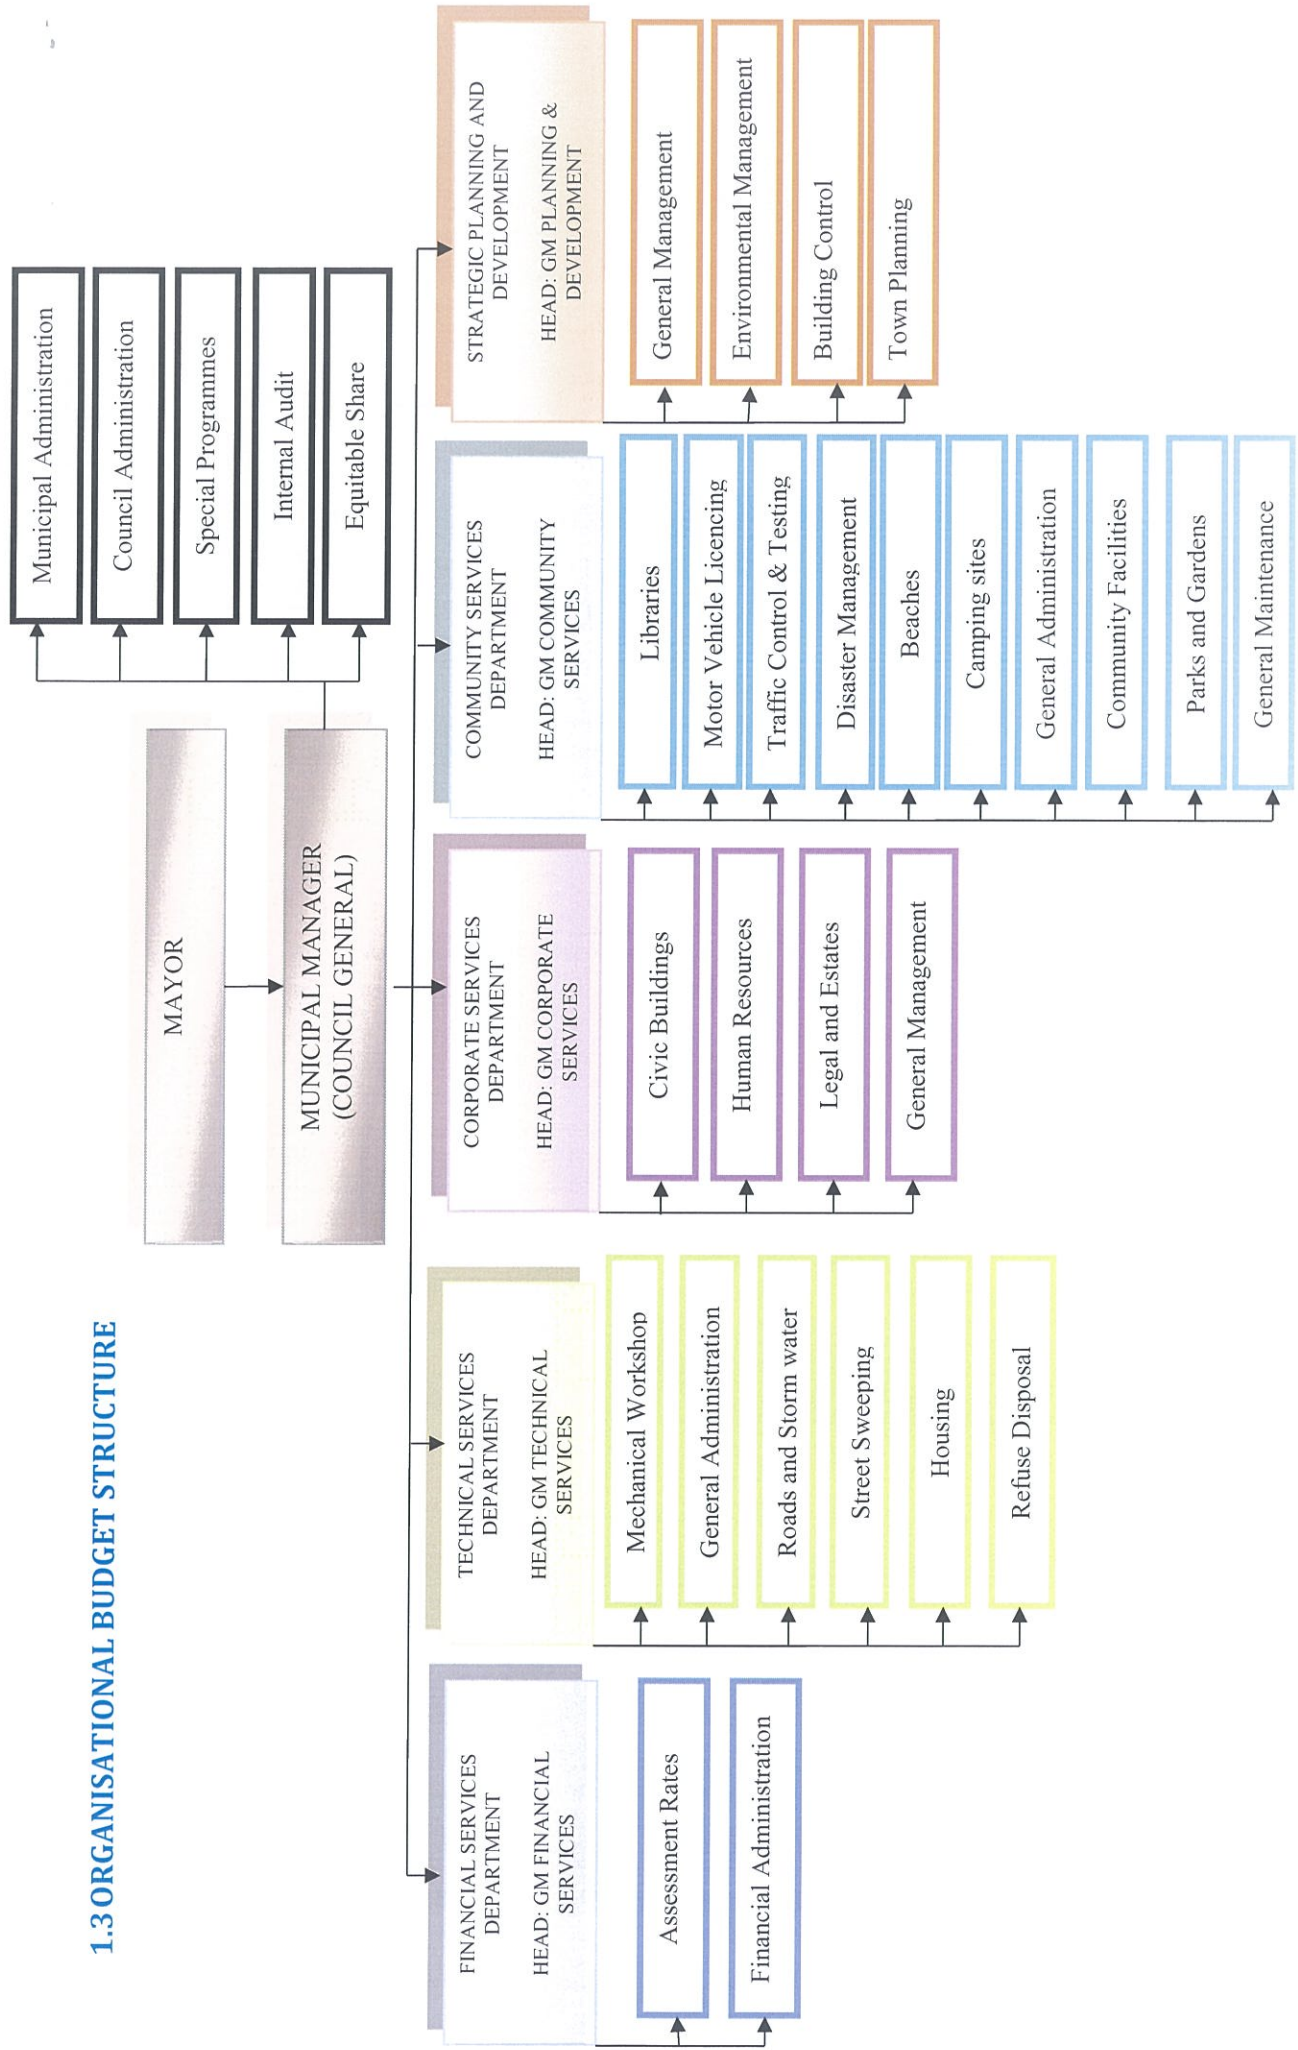 1.3 ORGANISATIONAL BUDGET STRUCTURE
MAYOR
MUNICIPAL MANAGER
(COUNCIL GENERAL)
Municipal Administration
Council Administration
Special Programmes
Internal Audit
Equitable Share
FINANCIAL SERVICES
DEPARTMENT
HEAD: GM FINANCIAL
SERVICES
Assessment Rates
Financial Administration
TECHNICAL SERVICES
DEPARTMENT
HEAD: GM TECHNICAL
SERVICES
Mechanical Workshop
General Administration
Roads and Storm water
Street Sweeping
Housing
Refuse Disposal
CORPORATE SERVICES
DEPARTMENT
HEAD: GM CORPORATE
SERVICES
Civic Buildings
Human Resources
Legal and Estates
General Management
COMMUNITY SERVICES
DEPARTMENT
HEAD: GM COMMUNITY
SERVICES
Libraries
Motor Vehicle Licencing
Traffic Control & Testing
Disaster Management
Beaches
Camping sites
General Administration
Community Facilities
Parks and Gardens
General Maintenance
STRATEGIC PLANNING AND
DEVELOPMENT
HEAD: GM PLANNING &
DEVELOPMENT
General Management
Environmental Management
Building Control
Town Planning